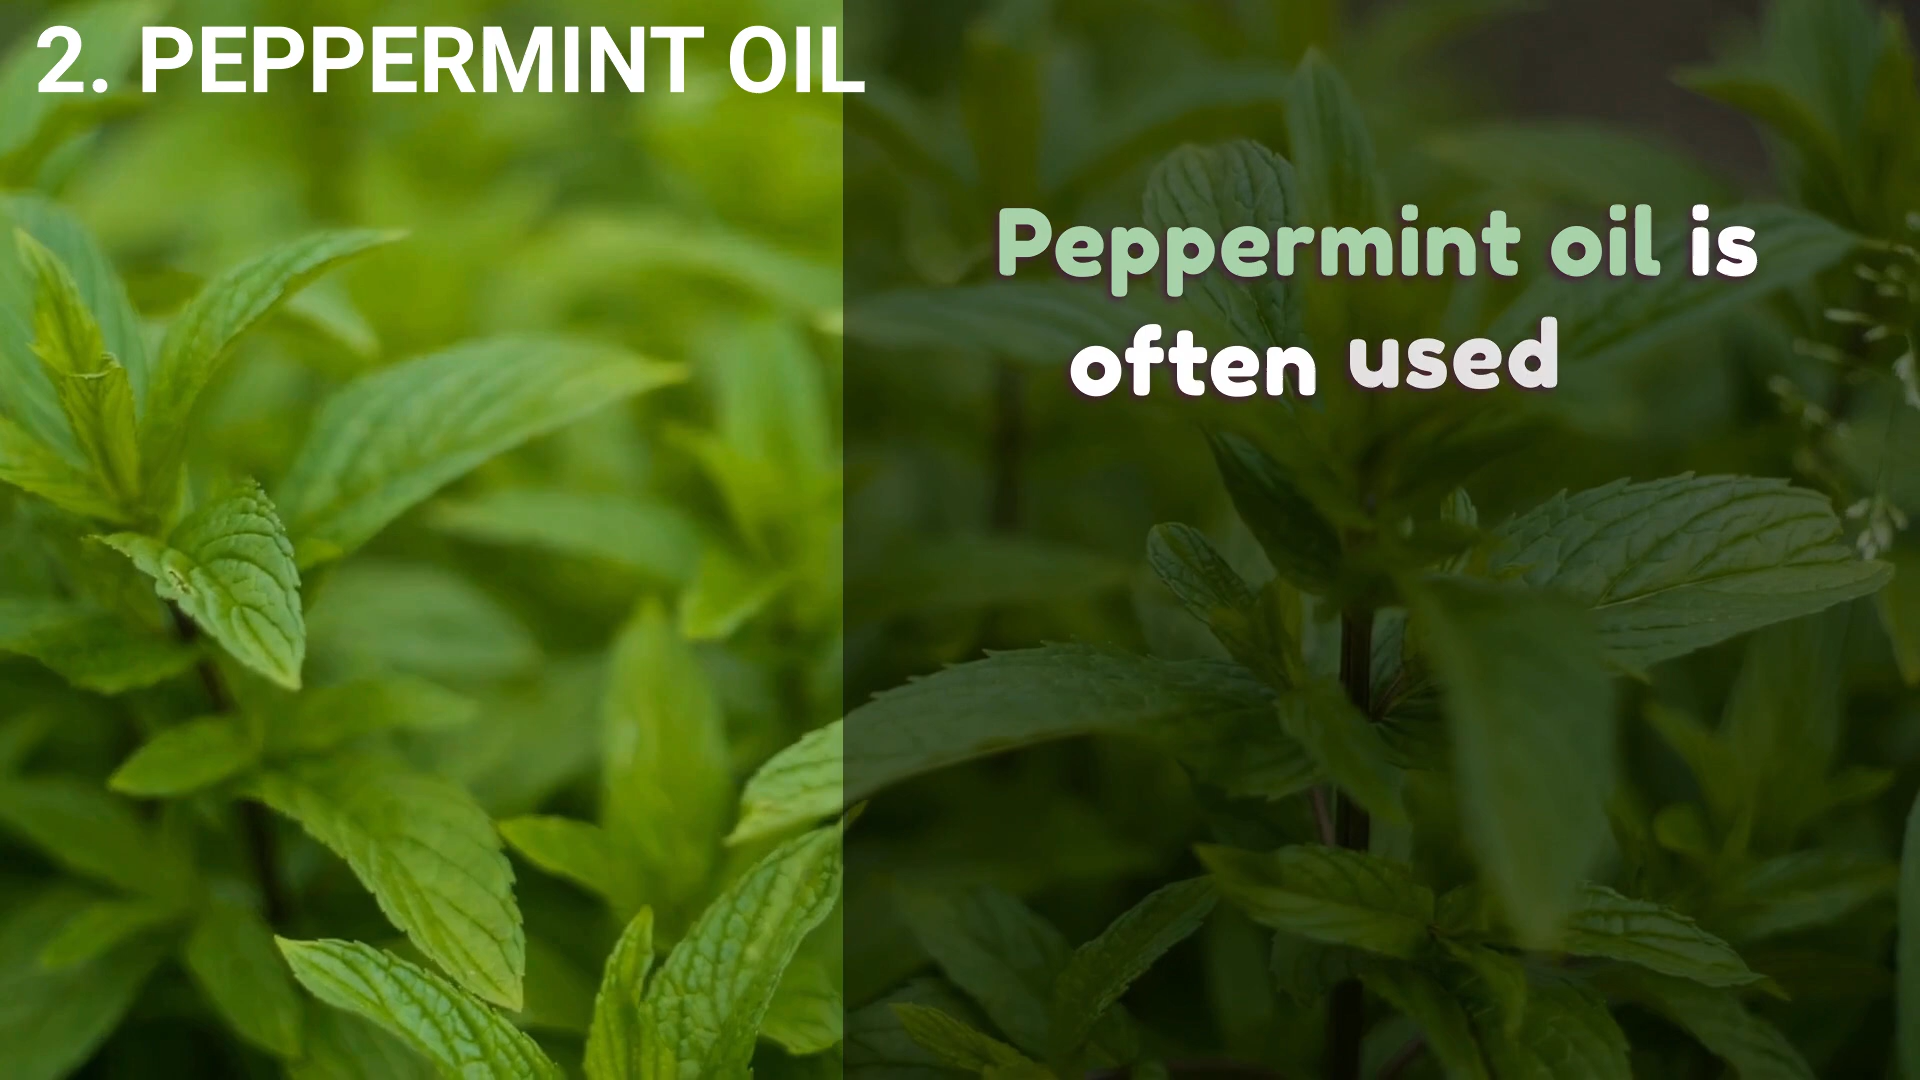 2. PEPPERMINT OIL
Peppermint oil is
often used